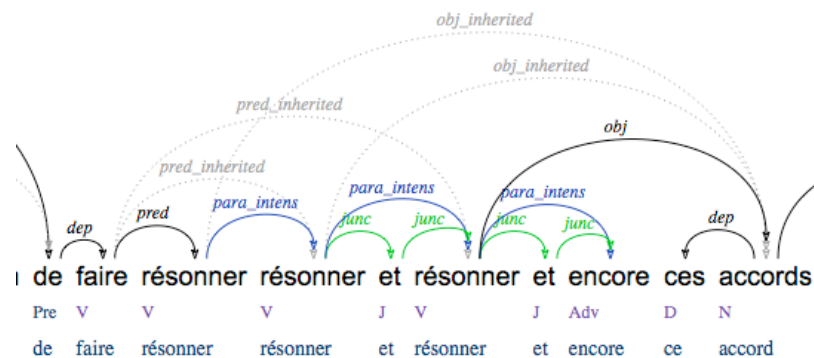 obj_inherited
obj_inherited
pred_inherited
obj
pred_inherited
para_intens para_intens para_intens
dep pred junc junc junc junc dep
de faire résonner résonner et résonner et encore ces accords
Pre V V V J V J Adv D N
de faire résonner résonner et résonner et encore ce accord